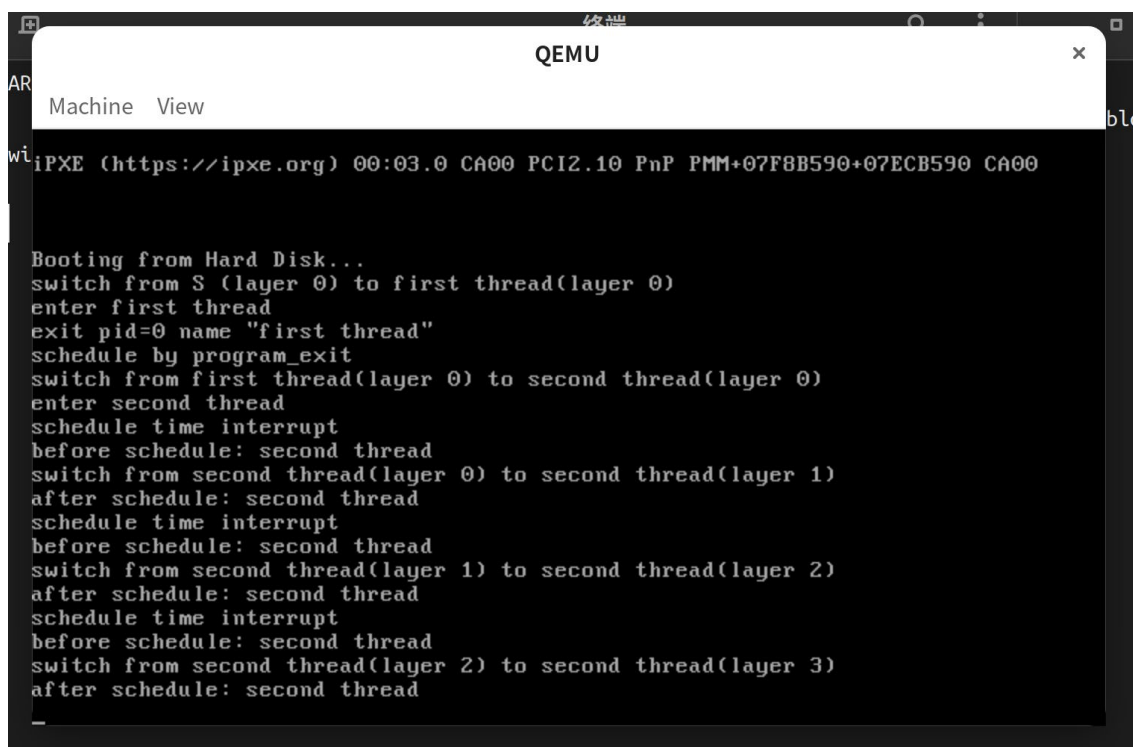 终端
QEMU
×
AR
Machine View
blo
wi
iPXE (https://ipxe.org) 00:03.0 CA00 PCI2.10 PnP PMM+07F8B590+07ECB590 CA00
Booting from Hard Disk...
switch from S (layer 0) to first thread(layer 0)
enter first thread
exit pid=0 name "first thread"
schedule by program_exit
switch from first thread(layer 0) to second thread(layer 0)
enter second thread
schedule time interrupt
before schedule: second thread
switch from second thread(layer 0) to second thread(layer 1)
after schedule: second thread
schedule time interrupt
before schedule: second thread
switch from second thread(layer 1) to second thread(layer 2)
after schedule: second thread
schedule time interrupt
before schedule: second thread
switch from second thread(layer 2) to second thread(layer 3)
after schedule: second thread